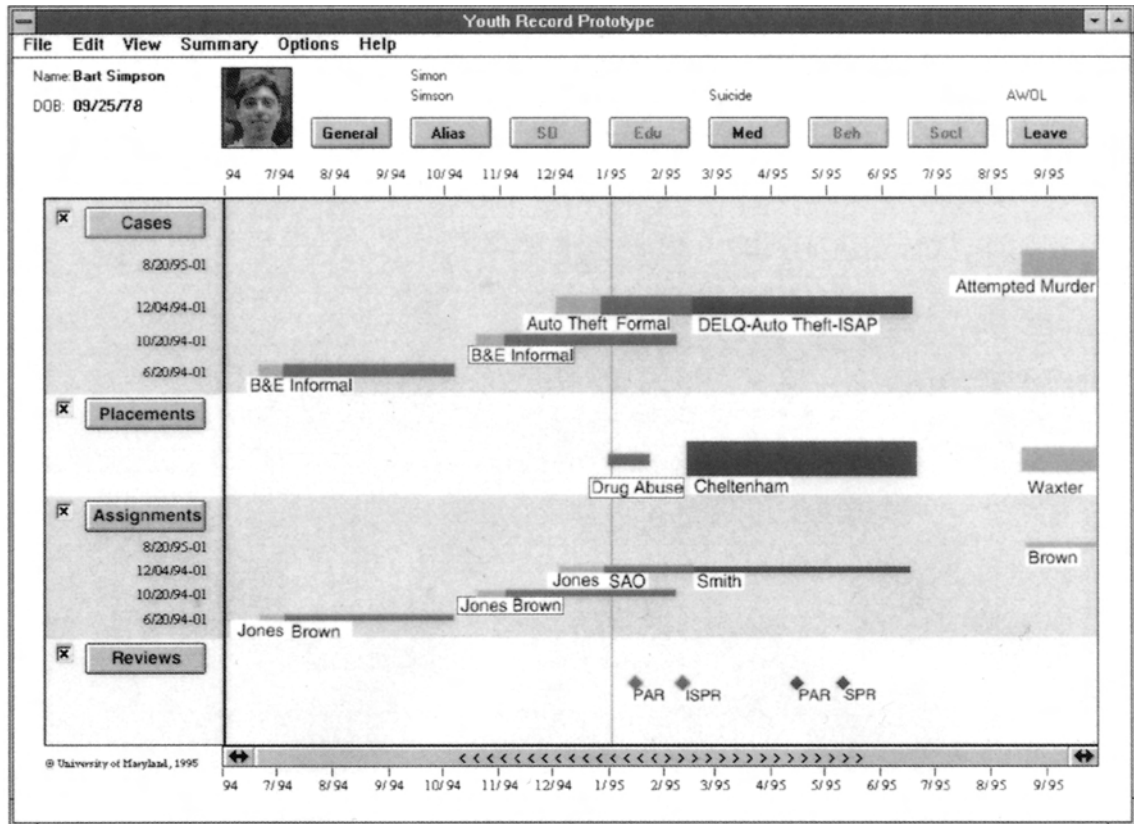 Youth Record Prototype
File Edit View Summary Options Help
Name: Bart Simpson
DOB: 09/25/78
Simon
Simson
Suicide
AWOL
General Alias SD Edu Med Beh Socl Leave
94 7/94 8/94 9/94 10/94 11/94 12/94 1/95 2/95 3/95 4/95 5/95 6/95 7/95 8/95 9/95
Cases
8/20/95-01
Attempted Murder
12/04/94-01
Auto Theft Formal DELQ-Auto Theft-ISAP
10/20/94-01
B&E Informal
6/20/94-01
B&E Informal
Placements
Drug Abuse Cheltenham Waxter
Assignments
8/20/95-01
Brown
12/04/94-01
Jones SAO Smith
10/20/94-01
Jones Brown
6/20/94-01
Jones Brown
Reviews
PAR ISPR PAR SPR
© University of Maryland, 1995
94 7/94 8/94 9/94 10/94 11/94 12/94 1/95 2/95 3/95 4/95 5/95 6/95 7/95 8/95 9/95